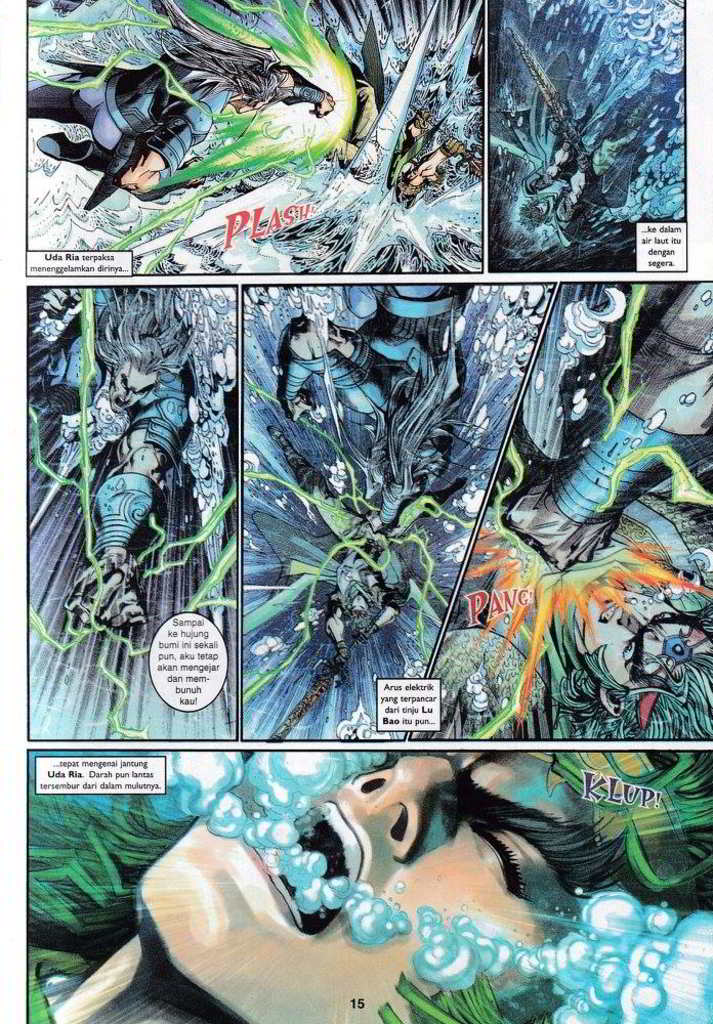 PLASH!
Uda Ria terpaksa
menenggelamkan dirinya...
...ke dalam
air laut itu
dengan
segera.
Sampai
ke hujung
bumi ini sekali
pun, aku tetap
akan mengejar
dan mem-
bunuh
kau!
Arus elektrik
yang terpancar
dari tinju Lu
Bao itu pun...
PANG!
...tepat mengenai jantung
Uda Ria. Darah pun lantas
tersembur dari dalam mulutnya.
KLUP!
15